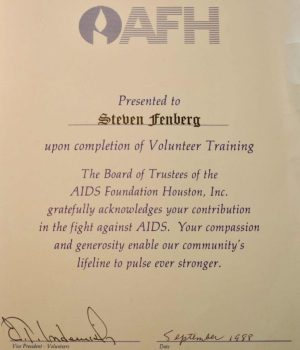 AFH
Presented to
Steven Fenberg
upon completion of Volunteer Training
The Board of Trustees of the
AIDS Foundation Houston, Inc.
gratefully acknowledges your contribution
in the fight against AIDS. Your compassion
and generosity enable our community's
lifeline to pulse ever stronger.
September 1988
Vice President - Volunteers
Date